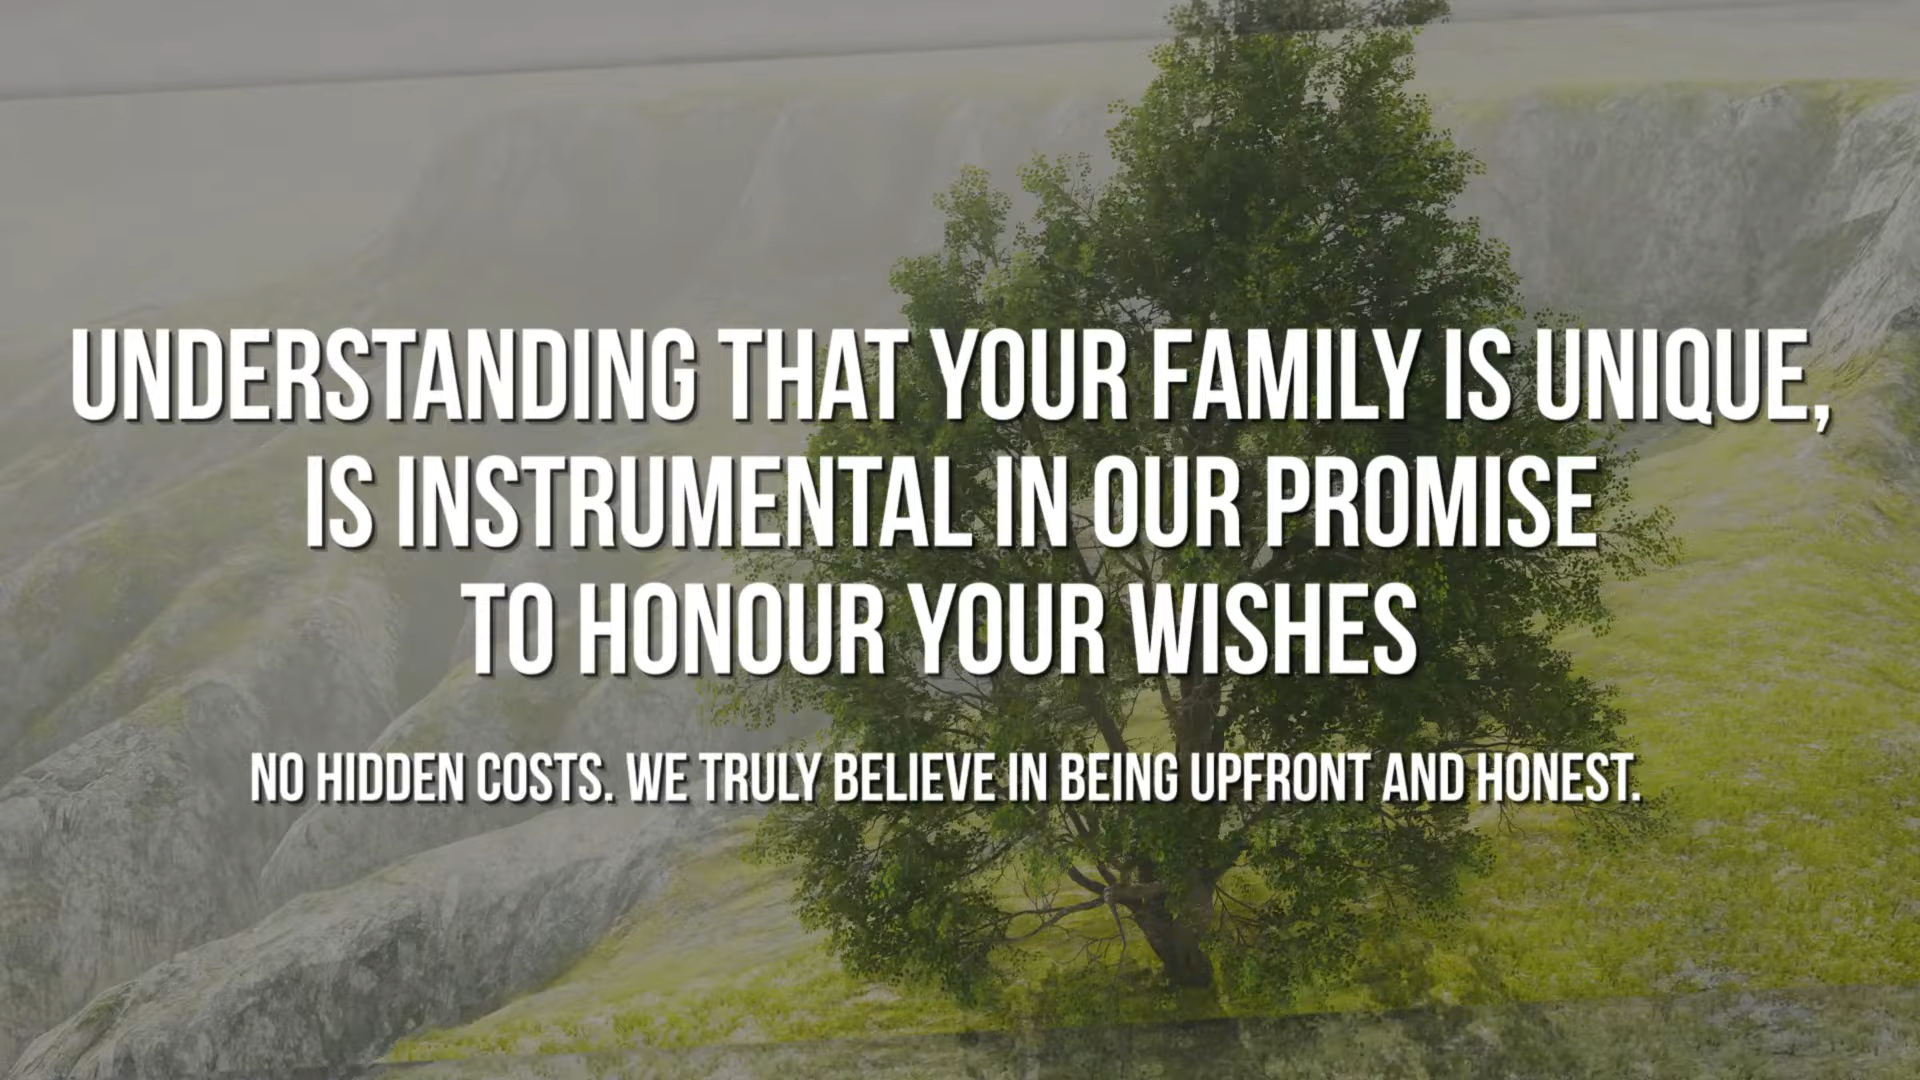 UNDERSTANDING THAT YOUR FAMILY IS UNIQUE,
IS INSTRUMENTAL IN OUR PROMISE
TO HONOUR YOUR WISHES
NO HIDDEN COSTS. WE TRULY BELIEVE IN BEING UPFRONT AND HONEST.